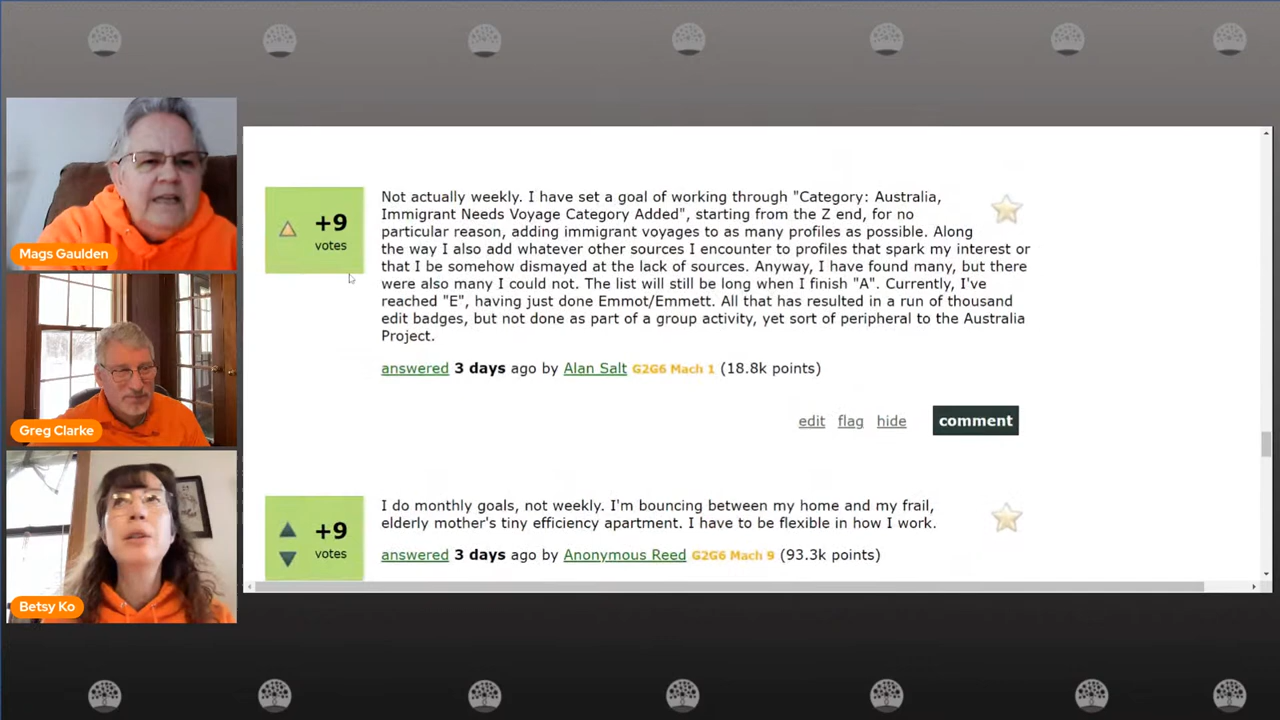 Mags Gaulden
Greg Clarke
Betsy Ko
+9
votes
Not actually weekly. I have set a goal of working through "Category: Australia,
Immigrant Needs Voyage Category Added", starting from the Z end, for no
particular reason, adding immigrant voyages to as many profiles as possible. Along
the way I also add whatever other sources I encounter to profiles that spark my interest or
that I be somehow dismayed at the lack of sources. Anyway, I have found many, but there
were also many I could not. The list will still be long when I finish "A". Currently, I've
reached "E", having just done Emmot/Emmett. All that has resulted in a run of thousand
edit badges, but not done as part of a group activity, yet sort of peripheral to the Australia
Project.
answered 3 days ago by Alan Salt G2G6 Mach 1 (18.8k points)
edit flag hide comment
+9
votes
I do monthly goals, not weekly. I'm bouncing between my home and my frail,
elderly mother's tiny efficiency apartment. I have to be flexible in how I work.
answered 3 days ago by Anonymous Reed G2G6 Mach 9 (93.3k points)